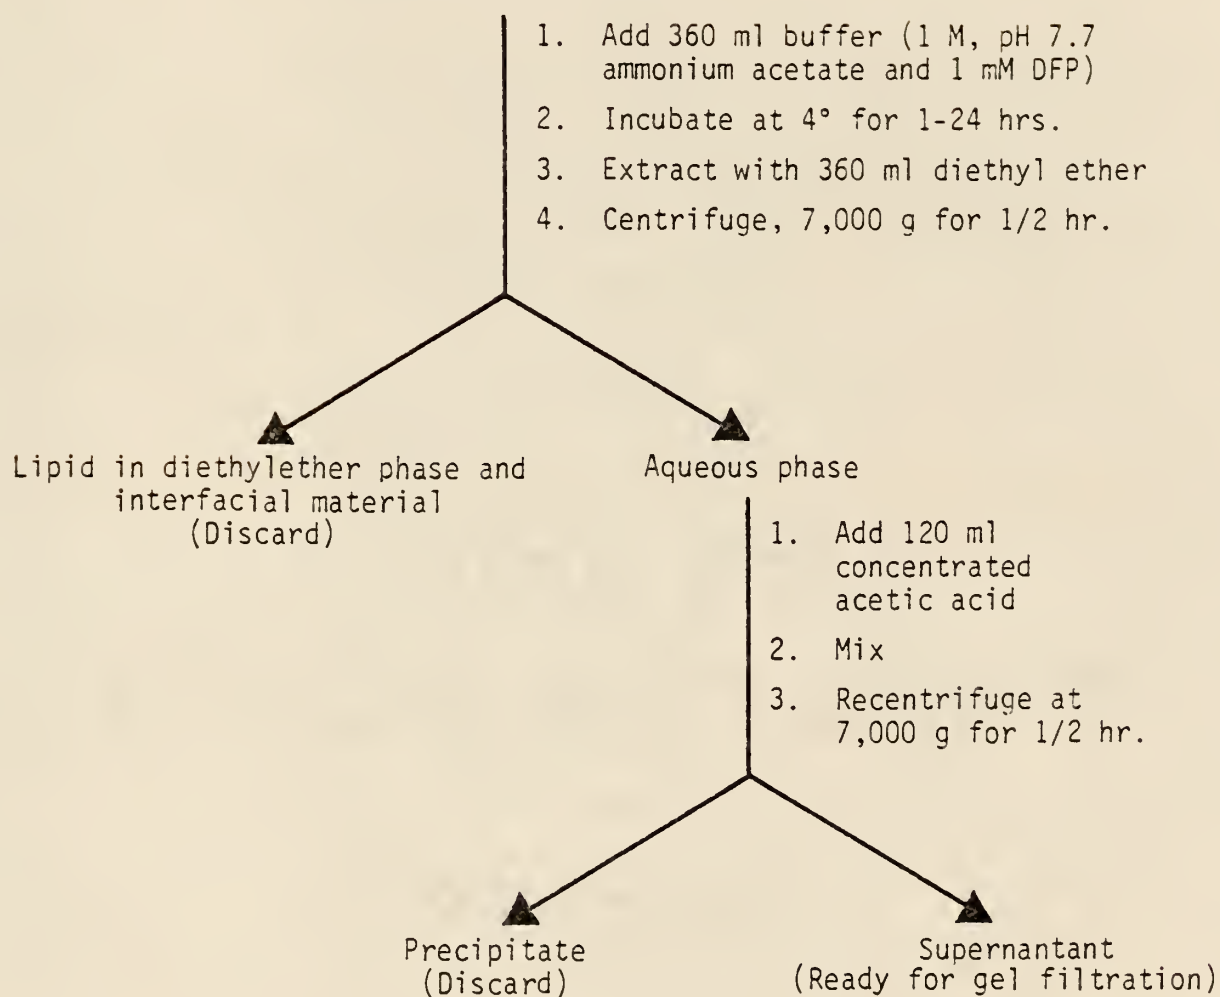 1. Add 360 ml buffer (1 M, pH 7.7
ammonium acetate and 1 mM DFP)
2. Incubate at 4° for 1-24 hrs.
3. Extract with 360 ml diethyl ether
4. Centrifuge, 7,000 g for 1/2 hr.
Lipid in diethylether phase and
interfacial material
(Discard)
Aqueous phase
1. Add 120 ml
concentrated
acetic acid
2. Mix
3. Recentrifuge at
7,000 g for 1/2 hr.
Precipitate
(Discard)
Supernantant
(Ready for gel filtration)